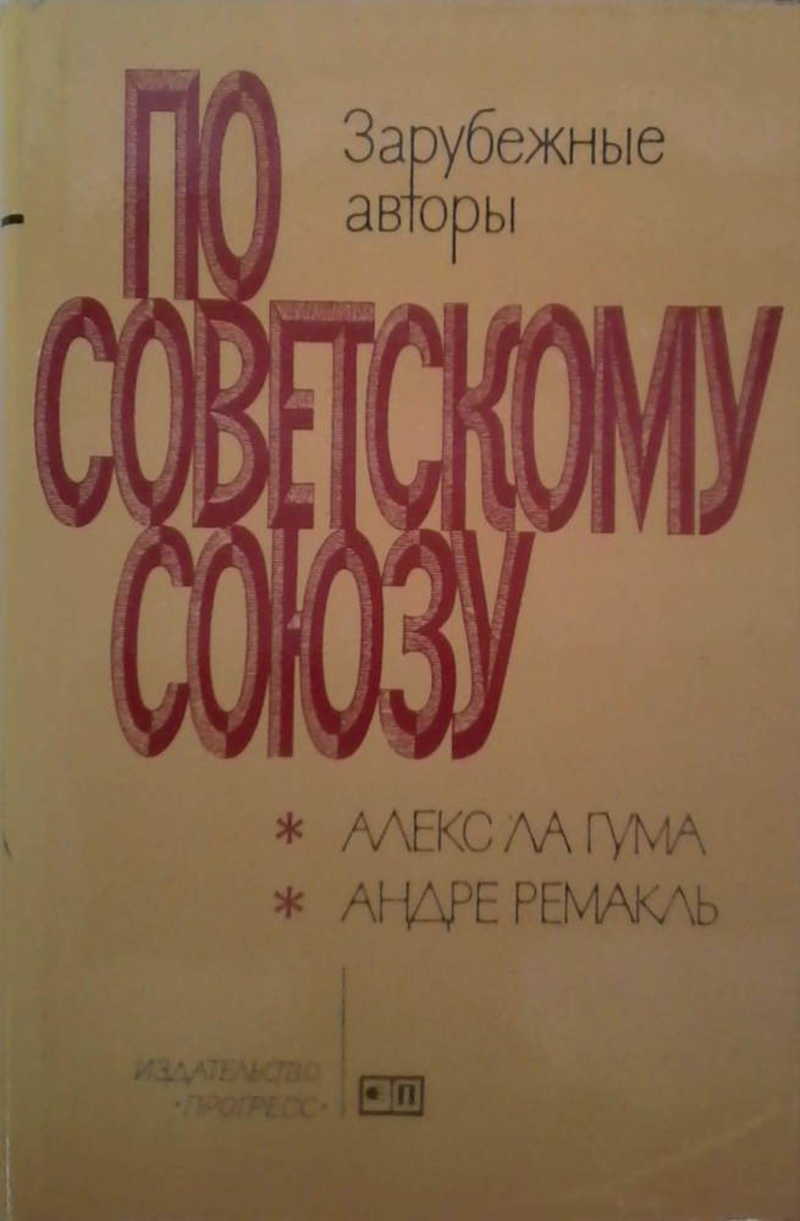 ПО
Зарубежные
авторы
СОВЕТСКОМУ
СОЮЗУ
* АЛЕКС ЛА ГУМА
* АНДРЕ РЕМАКЛЬ
ИЗДАТЕЛЬСТВО
«ПРОГРЕСС»
П